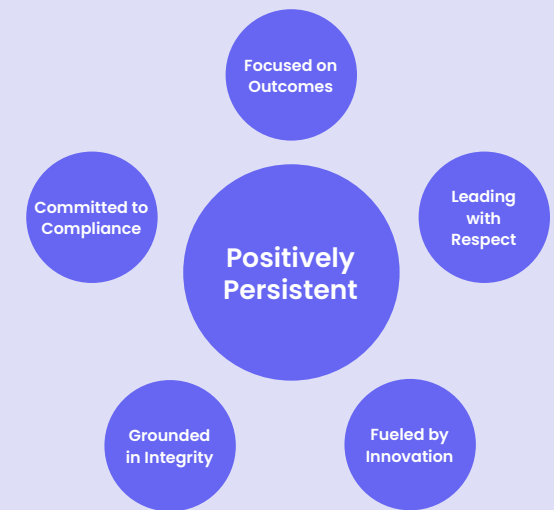 Focused on
Outcomes
Committed to
Compliance
Leading
with
Respect
Positively
Persistent
Grounded
in Integrity
Fueled by
Innovation